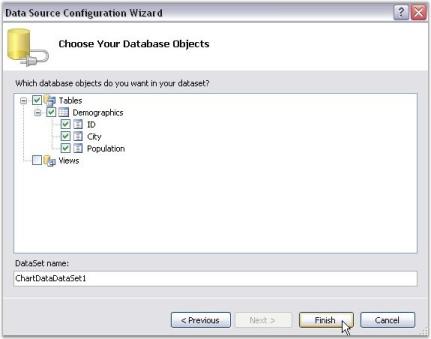 Data Source Configuration Wizard
Choose Your Database Objects
Which database objects do you want in your dataset?
Tables
Demographics
ID
City
Population
Views
DataSet name:
ChartDataDataSet1
< Previous Next > Finish Cancel